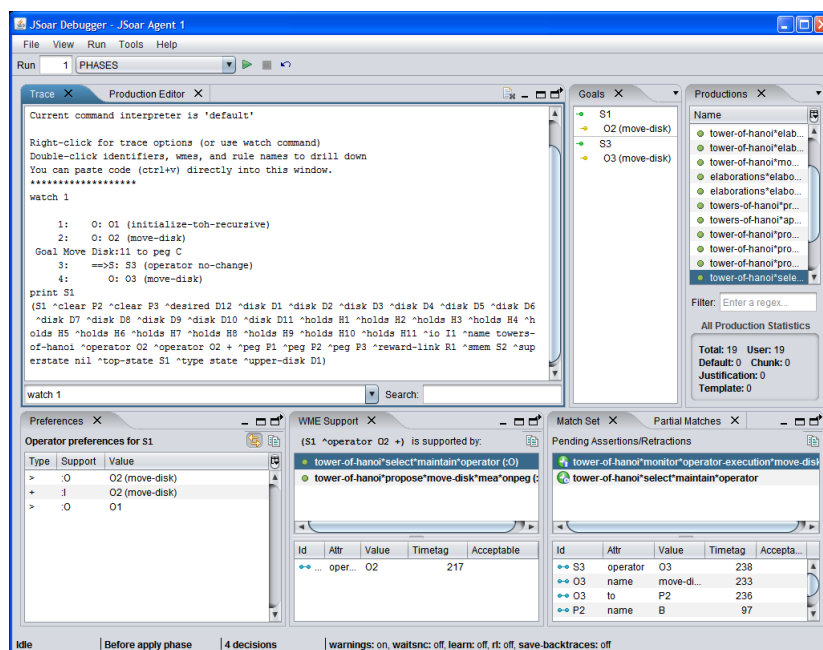 JSoar Debugger - JSoar Agent 1
File View Run Tools Help
Run 1 PHASES
Trace X Production Editor X
Current command interpreter is 'default'
Right-click for trace options (or use watch command)
Double-click identifiers, wmes, and rule names to drill down
You can paste code (ctrl+v) directly into this window.
*******************
watch 1
1: O: O1 (initialize-toh-recursive)
2: O: O2 (move-disk)
Goal Move Disk:11 to peg C
3: ==>S: S3 (operator no-change)
4: O: O3 (move-disk)
print S1
(S1 ^clear P2 ^clear P3 ^desired D12 ^disk D1 ^disk D2 ^disk D3 ^disk D4 ^disk D5 ^disk D6
^disk D7 ^disk D8 ^disk D9 ^disk D10 ^disk D11 ^holds H1 ^holds H2 ^holds H3 ^holds H4 ^h
olds H5 ^holds H6 ^holds H7 ^holds H8 ^holds H9 ^holds H10 ^holds H11 ^io I1 ^name towers-
of-hanoi ^operator O2 ^operator O2 + ^peg P1 ^peg P2 ^peg P3 ^reward-link R1 ^smem S2 ^sup
erstate nil ^top-state S1 ^type state ^upper-disk D1)
watch 1 Search:
Goals X
S1
O2 (move-disk)
S3
O3 (move-disk)
Productions X
Name
tower-of-hanoi*elab...
tower-of-hanoi*elab...
tower-of-hanoi*mo...
elaborations*elabo...
elaborations*elabo...
towers-of-hanoi*pr...
towers-of-hanoi*ap...
tower-of-hanoi*pro...
tower-of-hanoi*pro...
tower-of-hanoi*pro...
tower-of-hanoi*sele...
Filter: Enter a regex...
All Production Statistics
Total: 19 User: 19
Default: 0 Chunk: 0
Justification: 0
Template: 0
Preferences X
Operator preferences for S1
Type Support Value
> :O O2 (move-disk)
+ :I O2 (move-disk)
> :O O1
WME Support X
(S1 ^operator O2 +) is supported by:
tower-of-hanoi*select*maintain*operator (:O)
tower-of-hanoi*propose*move-disk*mea*onpeg (:
Id Attr Value Timetag Acceptable
... oper... O2 217
Match Set X Partial Matches X
Pending Assertions/Retractions
tower-of-hanoi*monitor*operator-execution*move-disk
tower-of-hanoi*select*maintain*operator
Id Attr Value Timetag Accepta...
S3 operator O3 238
O3 name move-di... 233
O3 to P2 236
P2 name B 97
Idle Before apply phase 4 decisions warnings: on, waitsnc: off, learn: off, rl: off, save-backtraces: off